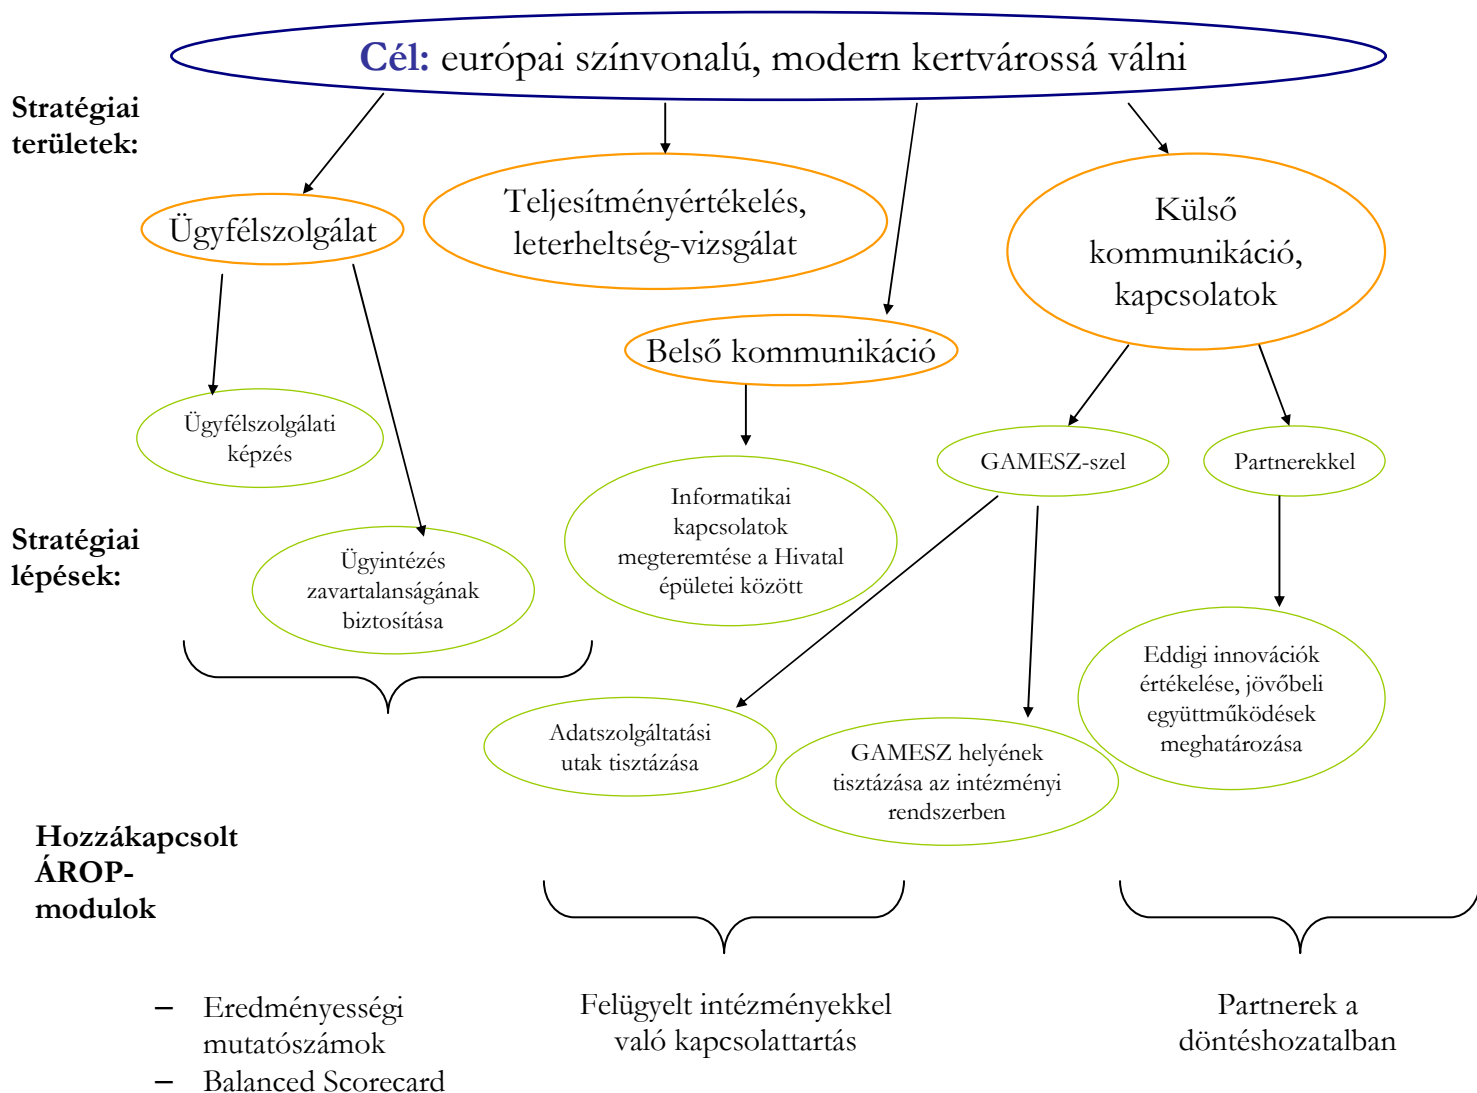 Cél: európai színvonalú, modern kertvárossá válni
Stratégiai
területek:
Ügyfélszolgálat
Teljesítményértékelés,
leterheltség-vizsgálat
Külső
kommunikáció,
kapcsolatok
Belső kommunikáció
Ügyfélszolgálati
képzés
GAMESZ-szel
Partnerekkel
Stratégiai
lépések:
Ügyintézés
zavartalanságának
biztosítása
Informatikai
kapcsolatok
megteremtése a Hivatal
épületei között
Eddigi innovációk
értékelése, jövőbeli
együttműködések
meghatározása
Adatszolgáltatási
utak tisztázása
GAMESZ helyének
tisztázása az intézményi
rendszerben
Hozzákapcsolt
ÁROP-
modulok
– Eredményességi
mutatószámok
– Balanced Scorecard
Felügyelt intézményekkel
való kapcsolattartás
Partnerek a
döntéshozatalban